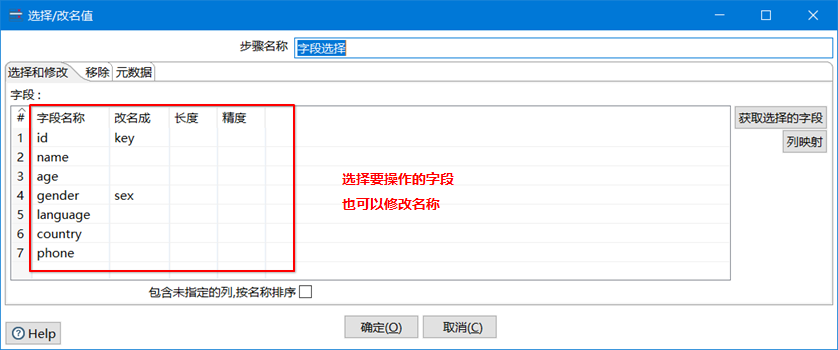 选择/改名值
步骤名称 字段选择
选择和修改 移除 元数据
字段：
# 字段名称 改名成 长度 精度
1 id key
2 name
3 age
4 gender sex
5 language
6 country
7 phone
获取选择的字段
列映射
选择要操作的字段
也可以修改名称
包含未指定的列,按名称排序
Help
确定(O) 取消(C)